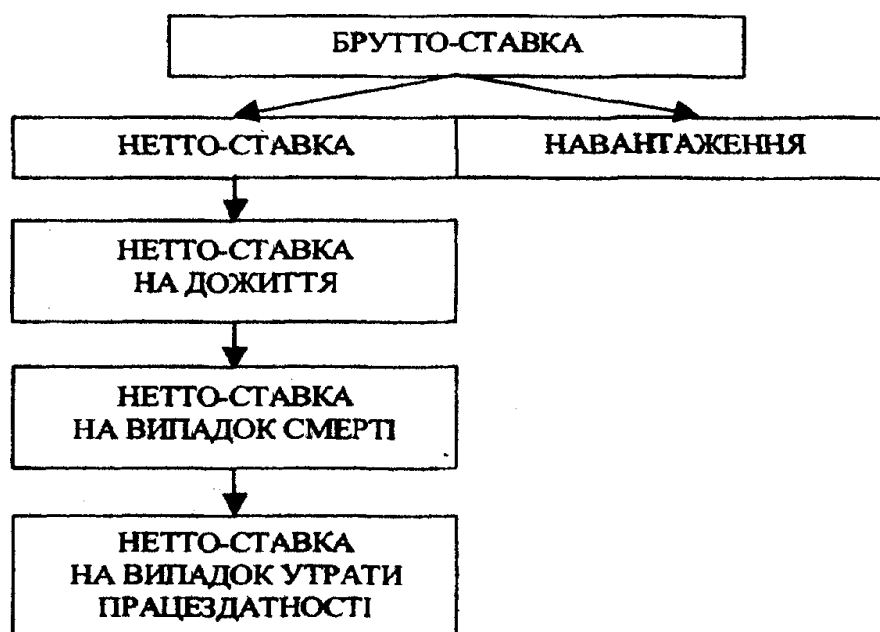 БРУТТО-СТАВКА
НЕТТО-СТАВКА
НАВАНТАЖЕННЯ
НЕТТО-СТАВКА
НА ДОЖИТТЯ
НЕТТО-СТАВКА
НА ВИПАДОК СМЕРТІ
НЕТТО-СТАВКА
НА ВИПАДОК УТРАТИ
ПРАЦЕЗДАТНОСТІ